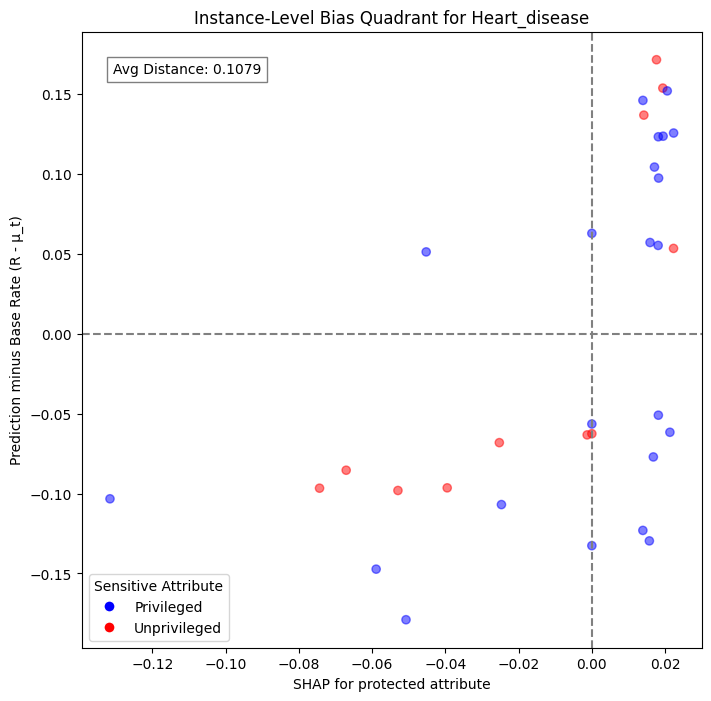 Instance-Level Bias Quadrant for Heart_disease
Avg Distance: 0.1079
Prediction minus Base Rate (R - μ_t)
0.15
0.10
0.05
0.00
−0.05
−0.10
−0.15
Sensitive Attribute
Privileged
Unprivileged
−0.12 −0.10 −0.08 −0.06 −0.04 −0.02 0.00 0.02
SHAP for protected attribute